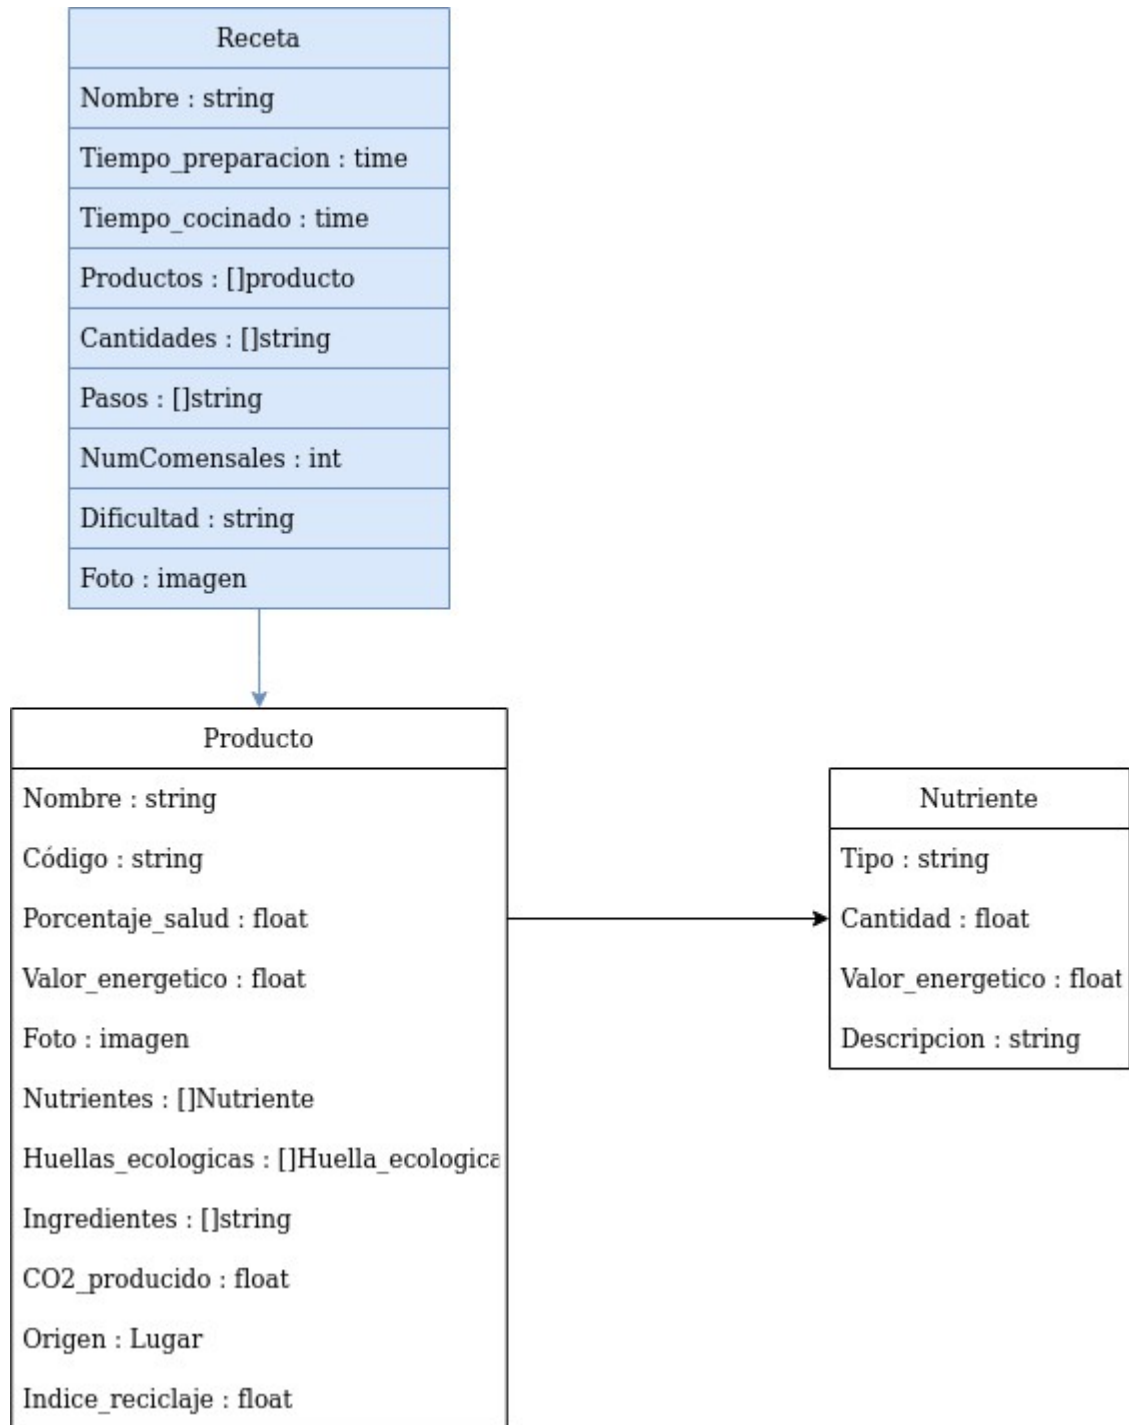 Receta
Nombre : string
Tiempo_preparacion : time
Tiempo_cocinado : time
Productos : []producto
Cantidades : []string
Pasos : []string
NumComensales : int
Dificultad : string
Foto : imagen
Producto
Nombre : string
Código : string
Porcentaje_salud : float
Valor_energetico : float
Foto : imagen
Nutrientes : []Nutriente
Huellas_ecologicas : []Huella_ecologica
Ingredientes : []string
CO2_producido : float
Origen : Lugar
Indice_reciclaje : float
Nutriente
Tipo : string
Cantidad : float
Valor_energetico : float
Descripcion : string